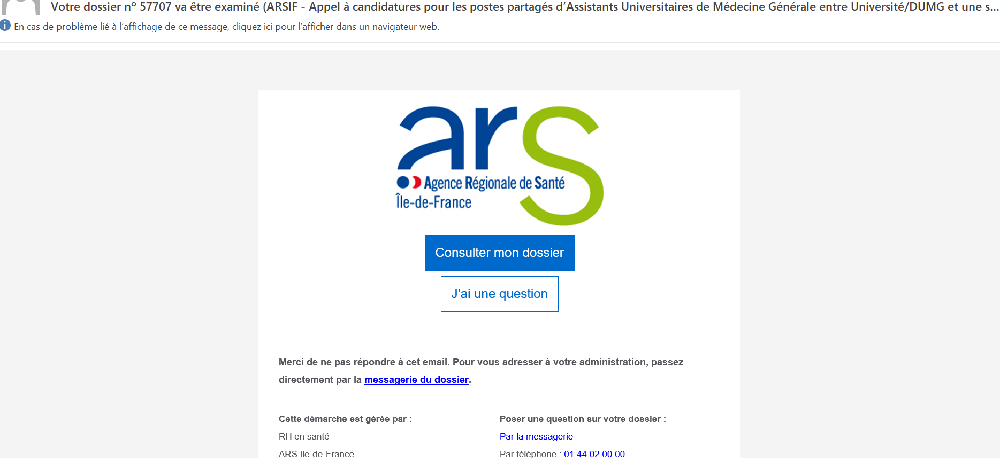 Votre dossier nº 57707 va être examiné (ARSIF - Appel à candidatures pour les postes partagés d’Assistants Universitaires de Médecine Générale entre Université/DUMG et une s...
En cas de problème lié à l’affichage de ce message, cliquez ici pour l’afficher dans un navigateur web.
ars
Agence Régionale de Santé
Île-de-France
Consulter mon dossier
J’ai une question
—
Merci de ne pas répondre à cet email. Pour vous adresser à votre administration, passez
directement par la messagerie du dossier.
Cette démarche est gérée par :
RH en santé
ARS Ile-de-France
Poser une question sur votre dossier :
Par la messagerie
Par téléphone : 01 44 02 00 00